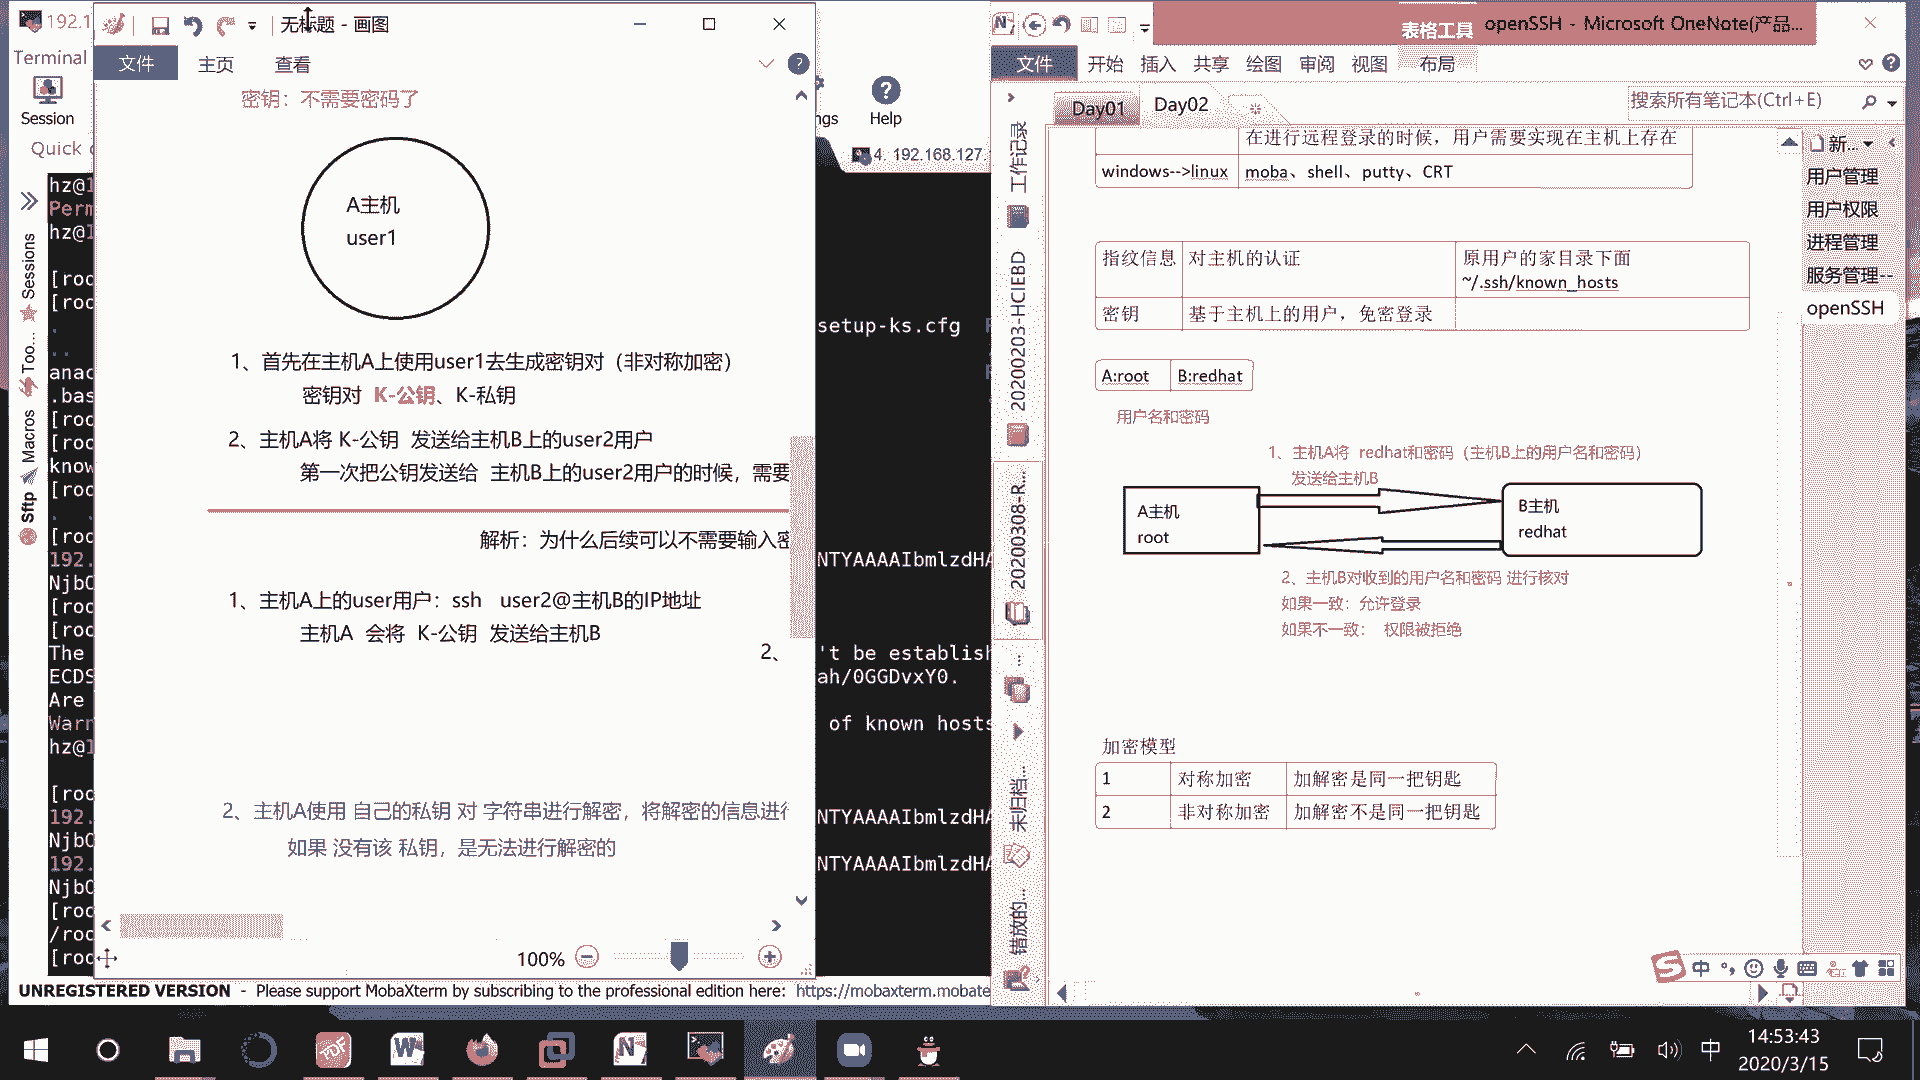 192.1
无标题 - 画图
Terminal
文件
主页
查看
Session
Quick c
密钥：不需要密码了
ngs
Help
4. 192.168.127.
A主机
user1
1、首先在主机A上使用user1去生成密钥对（非对称加密）
密钥对 K-公钥、K-私钥
2、主机A将 K-公钥 发送给主机B上的user2用户
第一次把公钥发送给 主机B上的user2用户的时候，需要
解析：为什么后续可以不需要输入密
1、主机A上的user用户：ssh user2@主机B的IP地址
主机A 会将 K-公钥 发送给主机B
2、
2、主机A使用 自己的私钥 对 字符串进行解密，将解密的信息进行
如果 没有该 私钥，是无法进行解密的
100%
Sessions
Too...
Macros
Sftp
hz@1
Perm
hz@1
[roo
[roo
.
..
anac
.bas
[roo
[roo
know
[roo
. .
[roo
192.
NjbO
[roo
[roo
The
ECDS
Are
Warn
hz@1
[roo
192.
NjbO
192.
NjbO
[roo
/roo
[roo
setup-ks.cfg
NTYAAAAIbmlzdHA
't be establish
ah/0GGDvxY0.
of known hosts
NTYAAAAIbmlzdHA
NTYAAAAIbmlzdHA
UNREGISTERED VERSION - Please support MobaXterm by subscribing to the professional edition here: https://mobaxterm.mobate
表格工具
openSSH - Microsoft OneNote(产品...
文件
开始
插入
共享
绘图
审阅
视图
布局
Day01
Day02
搜索所有笔记本(Ctrl+E)
工作记录
20200203-HCIEBD
20200308-R...
...
未归档...
错放的...
在进行远程登录的时候，用户需要实现在主机上存在
windows-->linux moba、shell、putty、CRT
指纹信息 对主机的认证 原用户的家目录下面
~/.ssh/known_hosts
密钥 基于主机上的用户，免密登录
A:root B:redhat
用户名和密码
1、主机A将 redhat和密码（主机B上的用户名和密码）
发送给主机B
A主机
root
B主机
redhat
2、主机B对收到的用户名和密码 进行核对
如果一致：允许登录
如果不一致： 权限被拒绝
加密模型
1 对称加密 加解密是同一把钥匙
2 非对称加密 加解密不是同一把钥匙
新...
用户管理
用户权限
进程管理
服务管理--
openSSH
中
中
14:53:43
2020/3/15